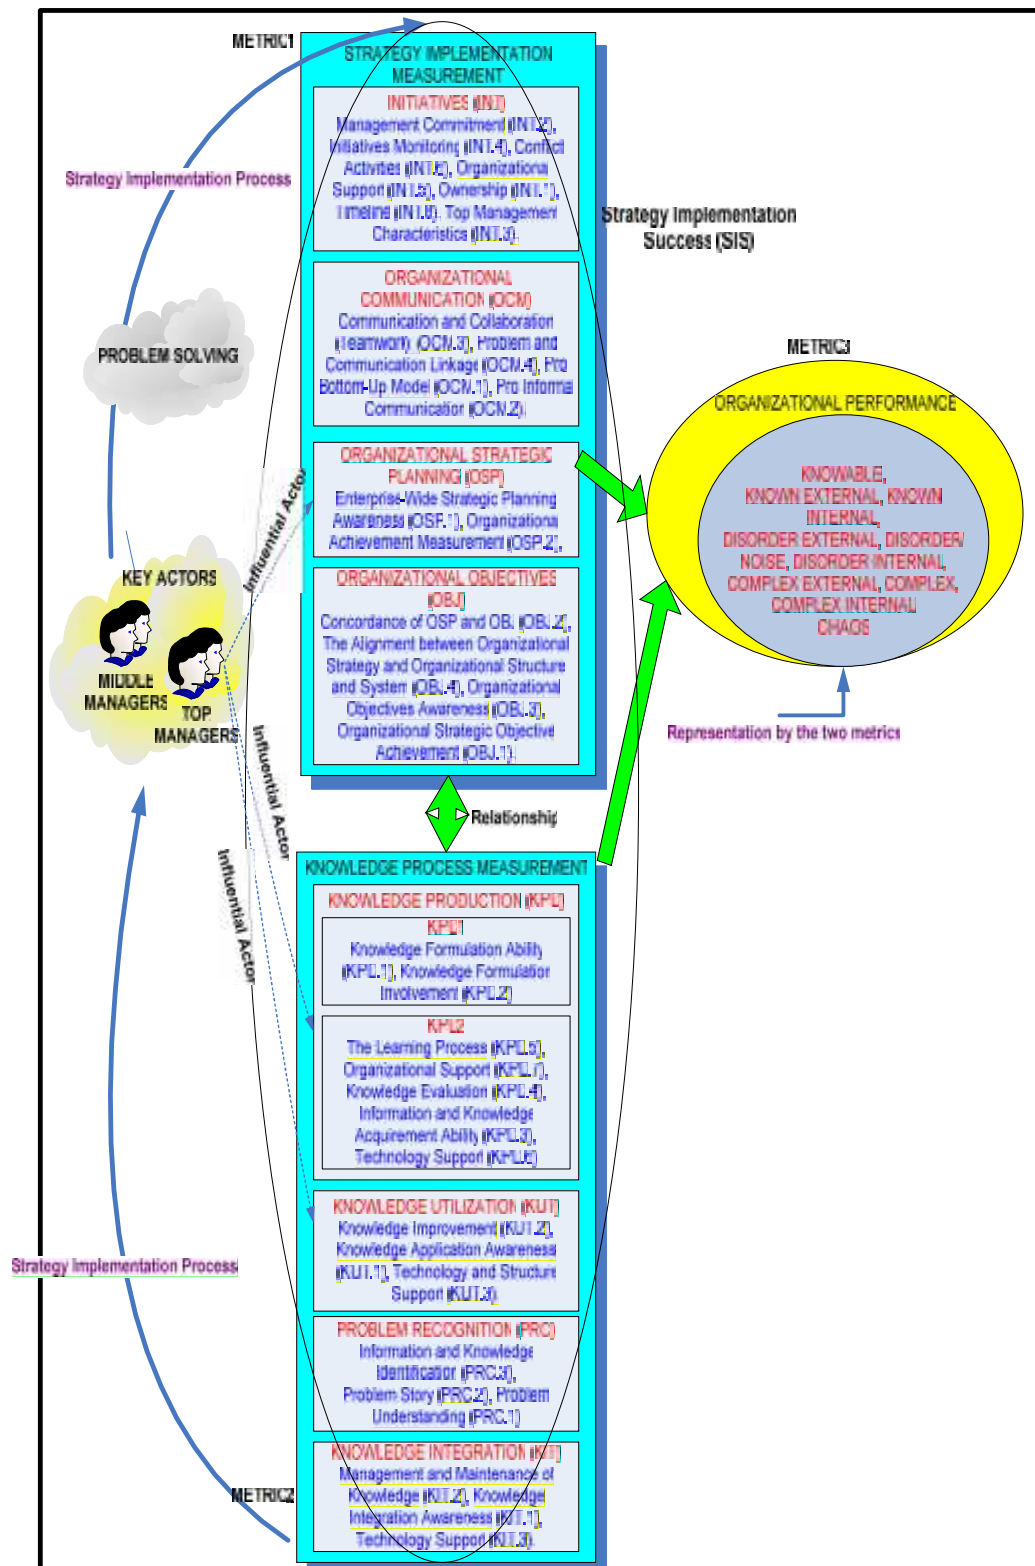 METRIC1
STRATEGY IMPLEMENTATION
MEASUREMENT
INITIATIVES (INT)
Management Commitment (INT.2),
Initiatives Monitoring (INT.4), Conflict
Activities (INT.6), Organizational
Support (INT.5), Ownership (INT.1),
Timeline (INT.8). Top Management
Characteristics (INT.3).
ORGANIZATIONAL
COMMUNICATION (OCM)
Communication and Collaboration
(Teamwork) (OCM.3), Problem and
Communication Linkage (OCM.4), Pro
Bottom-Up Model (OCM.1), Pro Informal
Communication (OCM.2).
ORGANIZATIONAL STRATEGIC
PLANNING (OSP)
Enterprise-Wide Strategic Planning
Awareness (OSP.1), Organizational
Achievement Measurement (OSP.2),
ORGANIZATIONAL OBJECTIVES
(OBJ)
Concordance of OSP and OBJ (OBJ.2),
The Alignment between Organizational
Strategy and Organizational Structure
and System (OBJ.4), Organizational
Objectives Awareness (OBJ.3),
Organizational Strategic Objective
Achievement (OBJ.1).
Strategy Implementation Process
PROBLEM SOLVING
KEY ACTORS
MIDDLE
MANAGERS
TOP
MANAGERS
Influential Actor
Influential Actor
Influential Actor
Strategy Implementation
Success (SIS)
METRIC3
ORGANIZATIONAL PERFORMANCE
KNOWABLE,
KNOWN EXTERNAL, KNOWN
INTERNAL,
DISORDER EXTERNAL, DISORDER/
NOISE, DISORDER INTERNAL,
COMPLEX EXTERNAL, COMPLEX,
COMPLEX INTERNAL
CHAOS
Representation by the two metrics
Relationship
KNOWLEDGE PROCESS MEASUREMENT
KNOWLEDGE PRODUCTION (KPD)
KPD1
Knowledge Formulation Ability
(KPD.1), Knowledge Formulation
Involvement (KPD.2)
KPD2
The Learning Process (KPD.5),
Organizational Support (KPD.7),
Knowledge Evaluation (KPD.4),
Information and Knowledge
Acquirement Ability (KPD.3),
Technology Support (KPD.6)
KNOWLEDGE UTILIZATION (KUT)
Knowledge Improvement (KUT.2),
Knowledge Application Awareness
(KUT.1), Technology and Structure
Support (KUT.3).
PROBLEM RECOGNITION (PRC)
Information and Knowledge
Identification (PRC.3),
Problem Story (PRC.2), Problem
Understanding (PRC.1)
KNOWLEDGE INTEGRATION (KIT)
Management and Maintenance of
Knowledge (KIT.2), Knowledge
Integration Awareness (KIT.1),
Technology Support (KIT.3).
Strategy Implementation Process
METRIC2